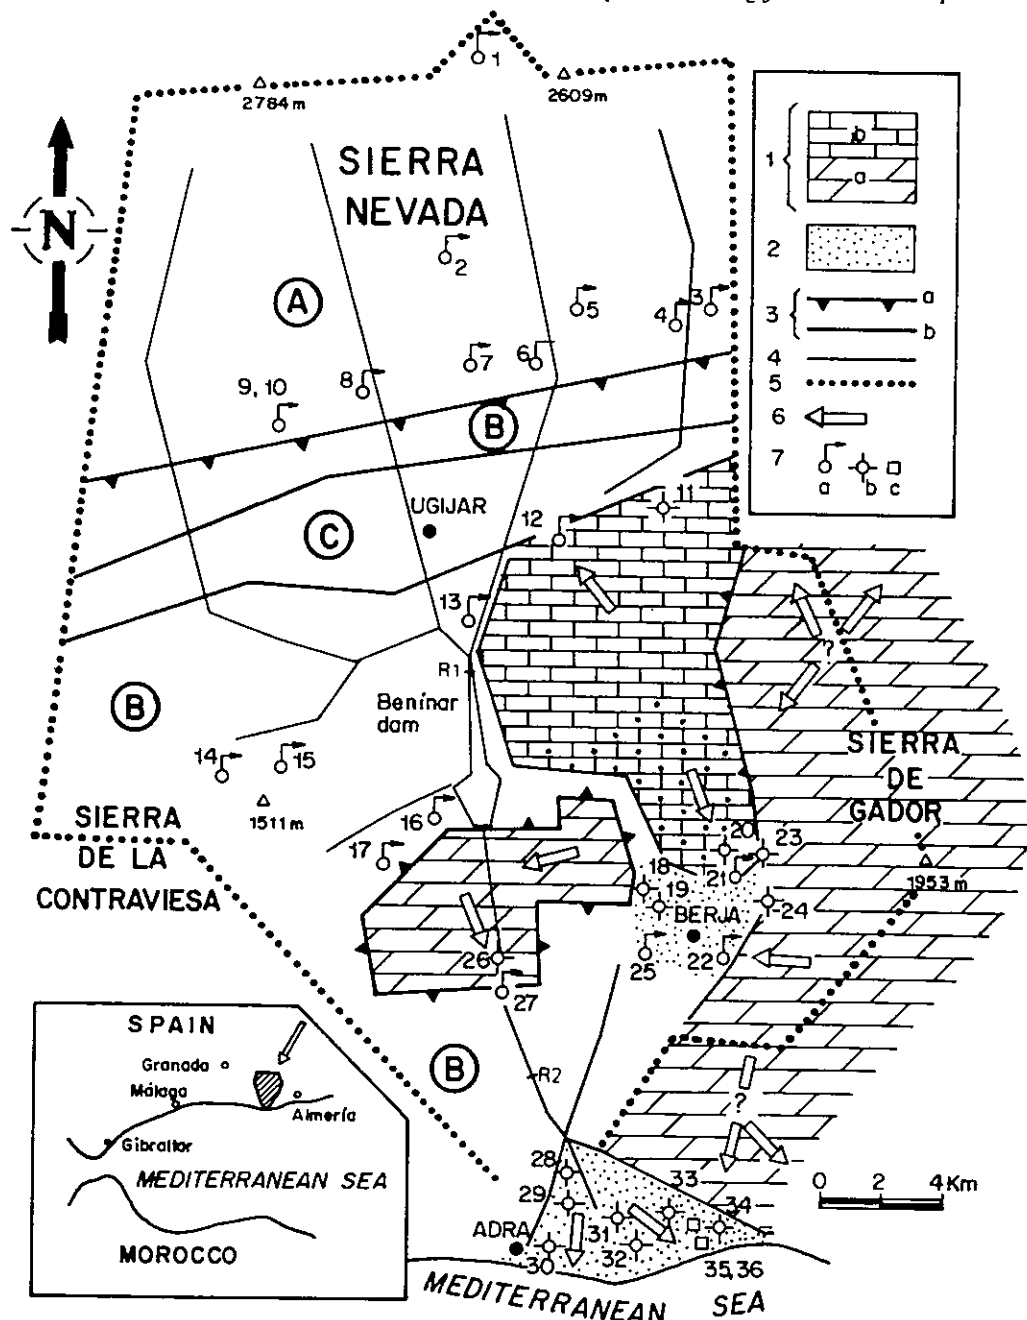 1
2784 m
2609m
SIERRA
NEVADA
N
2
A
3
4
5
6
7
8
9, 10
B
C
UGIJAR
11
12
13
R1
Benínar
dam
B
14
15
1511m
16
17
SIERRA
DE LA
CONTRAVIESA
?
SIERRA
DE
GADOR
1953 m
18
19
20
21
22
23
24
25
BERJA
26
27
B
R2
?
28
29
30
31
32
33
34
35,36
ADRA
MEDITERRANEAN SEA
0 2 4 Km
1
b
a
2
3
a
b
4
5
6
7
a b c
SPAIN
Granada
Málaga
Almería
Gibraltar
MEDITERRANEAN SEA
MOROCCO